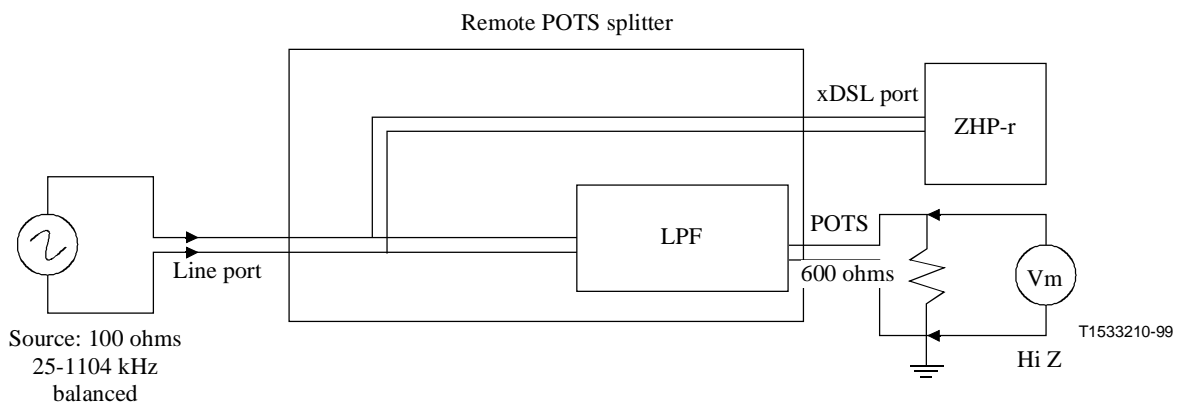 Remote POTS splitter
xDSL port
ZHP-r
LPF
POTS
600 ohms
Line port
Vm
Source: 100 ohms
25-1104 kHz
balanced
Hi Z
T1533210-99